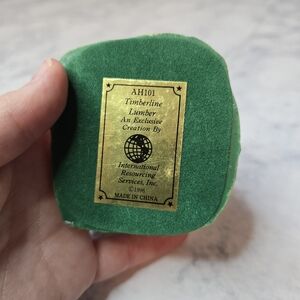 AH101
Timberline
Lumber
An Exclusive
Creation By
International
Resourcing
Services, Inc.
©1996
MADE IN CHINA